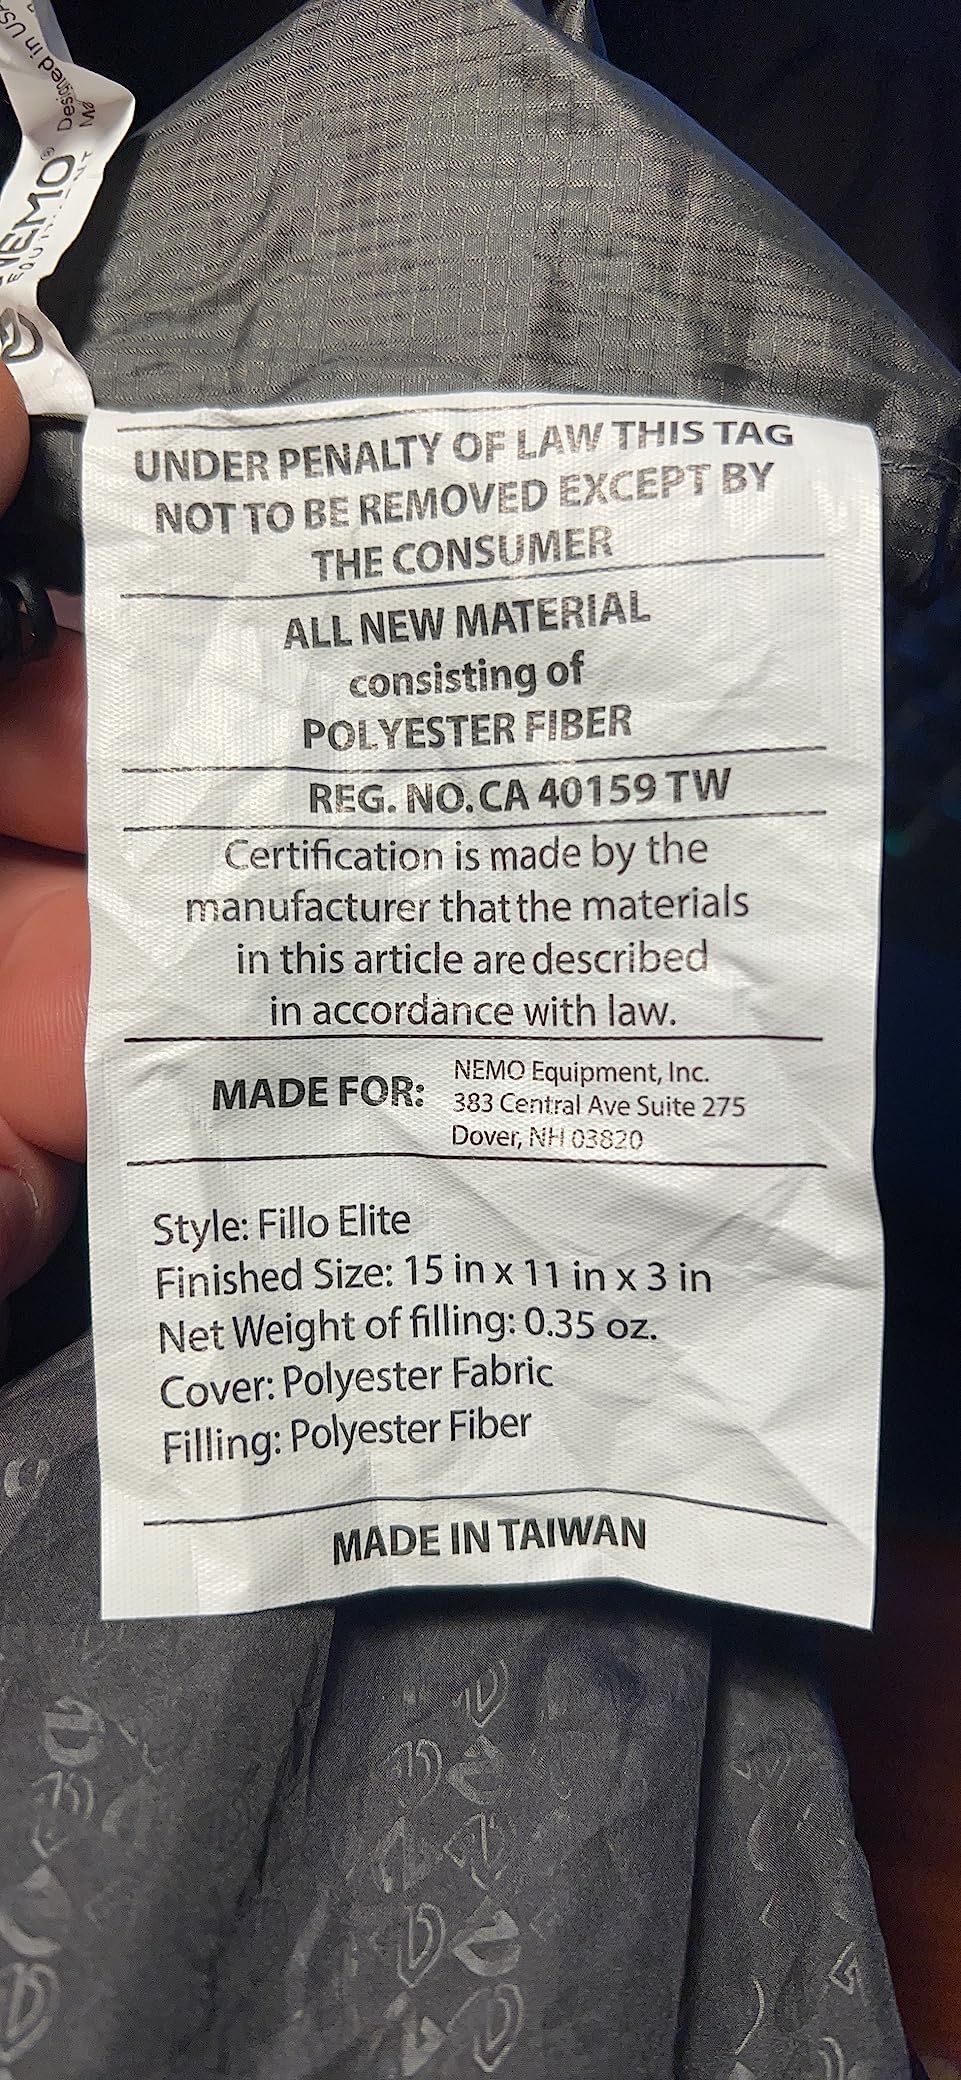 Designed in USA
NEMO®
EQUIPMENT
UNDER PENALTY OF LAW THIS TAG
NOT TO BE REMOVED EXCEPT BY
THE CONSUMER
ALL NEW MATERIAL
consisting of
POLYESTER FIBER
REG. NO. CA 40159 TW
Certification is made by the
manufacturer that the materials
in this article are described
in accordance with law.
MADE FOR: NEMO Equipment, Inc.
383 Central Ave Suite 275
Dover, NH 03820
Style: Fillo Elite
Finished Size: 15 in x 11 in x 3 in
Net Weight of filling: 0.35 oz.
Cover: Polyester Fabric
Filling: Polyester Fiber
MADE IN TAIWAN